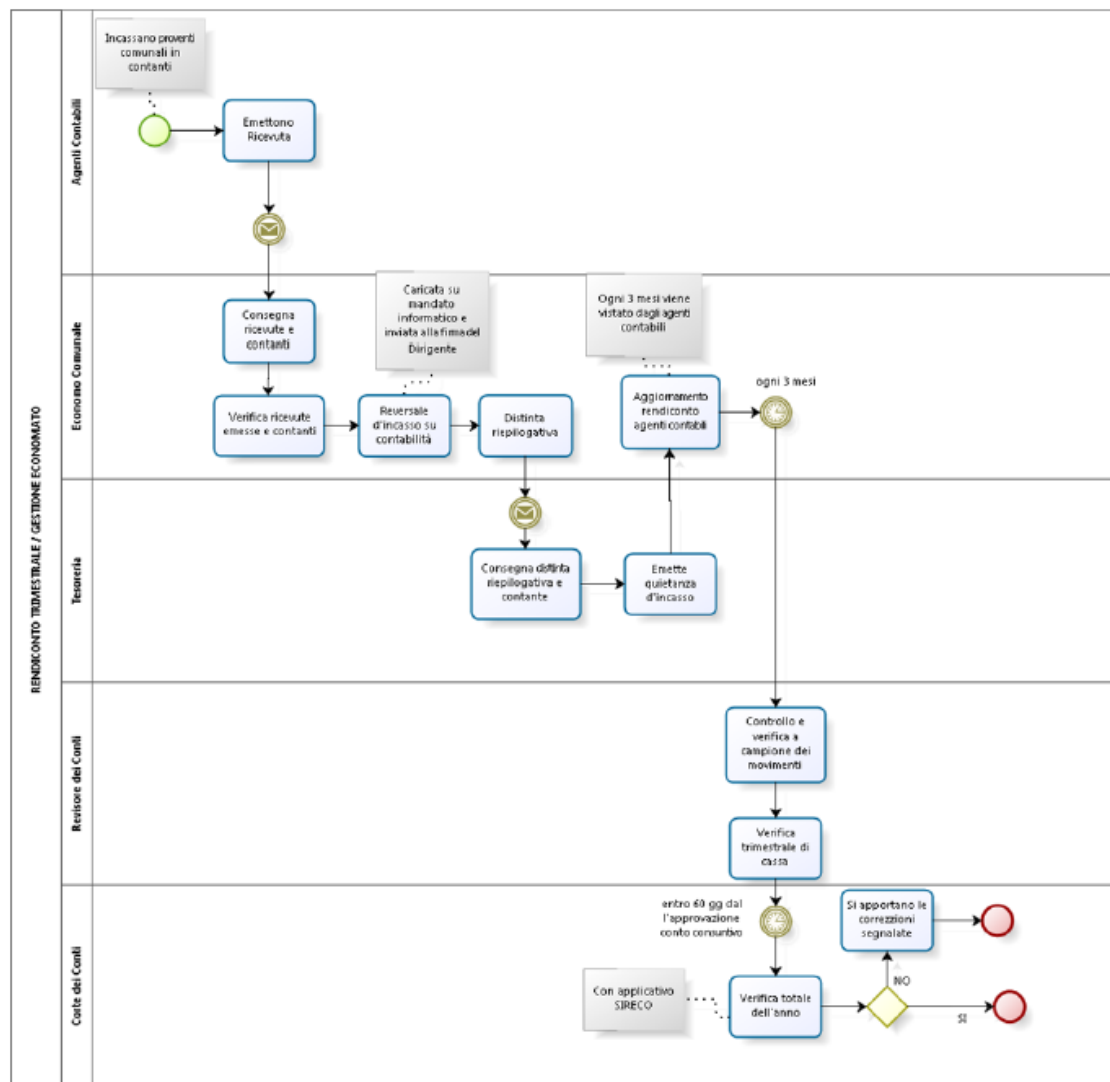 RENDICONTO TRIMESTRALE / GESTIONE ECONOMATO
Agenti Contabili
Incassano proventi
comunali in
contanti
Emettono
Ricevuta
Economo Comunale
Consegna
ricevute e
contanti
Verifica ricevute
emesse e contanti
Caricata su
mandato
informatico e
inviata alla firma del
Dirigente
Reversale
d'incasso su
contabilità
Distinta
riepilogativa
Ogni 3 mesi viene
vistato dagli agenti
contabili
Aggiornamento
rendiconto
agenti contabili
ogni 3 mesi
Tesoreria
Consegna distinta
riepilogativa e
contante
Emette
quietanza
d'incasso
Revisore dei Conti
Controllo e
verifica a
campione dei
movimenti
Verifica
trimestrale di
cassa
Corte dei Conti
entro 60 gg dal
l'approvazione
conto consuntivo
Con applicativo
SIRECO
Verifica totale
dell'anno
Si apportano le
correzzioni
segnalate
NO
SI